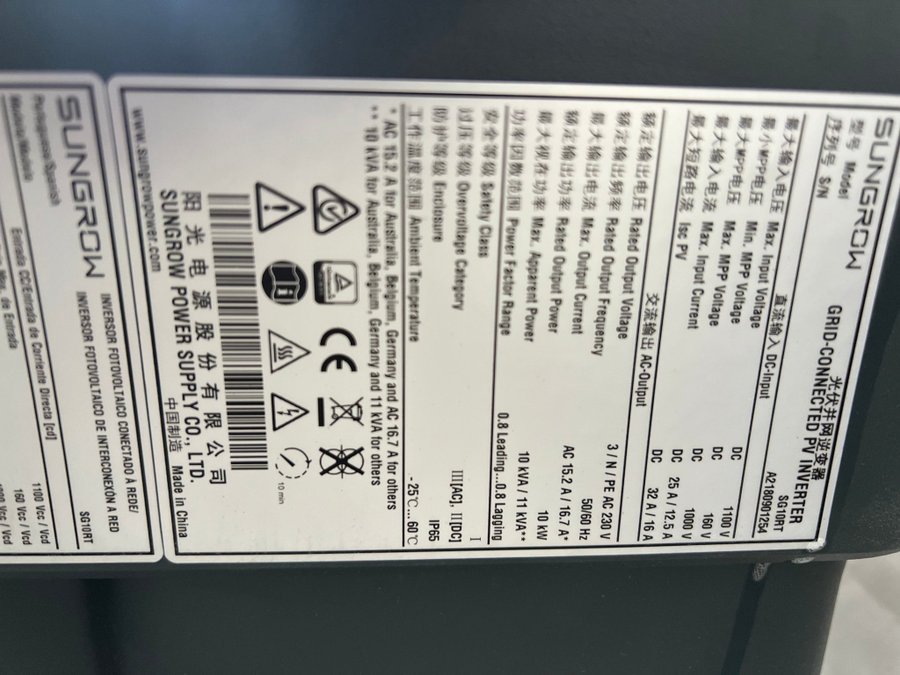 SUNGROW
光伏并网逆变器
GRID-CONNECTED PV INVERTER
型号 Model SG10RT
序列号 S/N A2180901254
直流输入 DC-Input
最大输入电压 Max. Input Voltage DC 1100 V
最小MPP电压 Min. MPP Voltage DC 160 V
最大MPP电压 Max. MPP Voltage DC 1000 V
最大输入电流 Max. Input Current DC 25 A / 12.5 A
最大短路电流 Isc PV DC 32 A / 16 A
交流输出 AC-Output
额定输出电压 Rated Output Voltage 3 / N / PE AC 230 V
额定输出频率 Rated Output Frequency 50/60 Hz
最大输出电流 Max. Output Current AC 15.2 A / 16.7 A*
额定输出功率 Rated Output Power 10 kW
最大视在功率 Max. Apparent Power 10 kVA / 11 kVA**
功率因数范围 Power Factor Range 0.8 Leading...0.8 Lagging
安全等级 Safety Class I
过压等级 Overvoltage Category III[AC], II[DC]
防护等级 Enclosure IP65
工作温度范围 Ambient Temperature -25℃...60℃
* AC 15.2 A for Australia, Belgium, Germany and AC 16.7 A for others
** 10 kVA for Australia, Belgium, Germany and 11 kVA for others
CE
10 min
阳光电源股份有限公司
SUNGROW POWER SUPPLY CO., LTD.
www.sungrowpower.com
中国制造 Made in China
SUNGROW
INVERSOR FOTOVOLTAICO CONECTADO À REDE/
INVERSOR FOTOVOLTAICO DE INTERCONEXIÓN A RED
Portuguese/Spanish
Modelo/Modelo SG10RT
Entrada CC/Entrada de Corriente Directa [cd]
1100 Vcc / Vcd
160 Vcc / Vcd